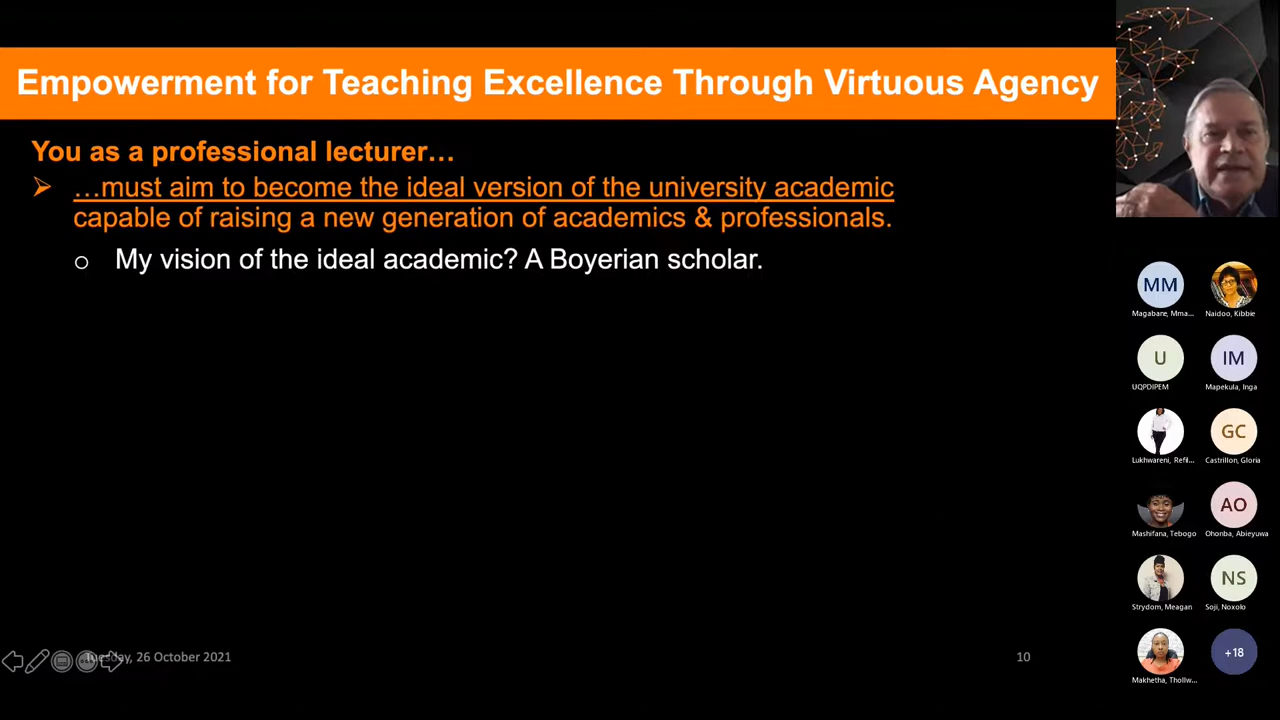 Empowerment for Teaching Excellence Through Virtuous Agency
You as a professional lecturer…
…must aim to become the ideal version of the university academic
capable of raising a new generation of academics & professionals.
o My vision of the ideal academic? A Boyerian scholar.
Tuesday, 26 October 2021
10
MM
Magabane, Mma...
Naidoo, Kibbie
U
UQPDIPEM
IM
Mapekula, Inga
Lukhwareni, Refil...
GC
Castrillon, Gloria
Mashifana, Tebogo
AO
Ohonba, Abieyuwa
Strydom, Meagan
NS
Soji, Noxolo
Makhetha, Thollw...
+18